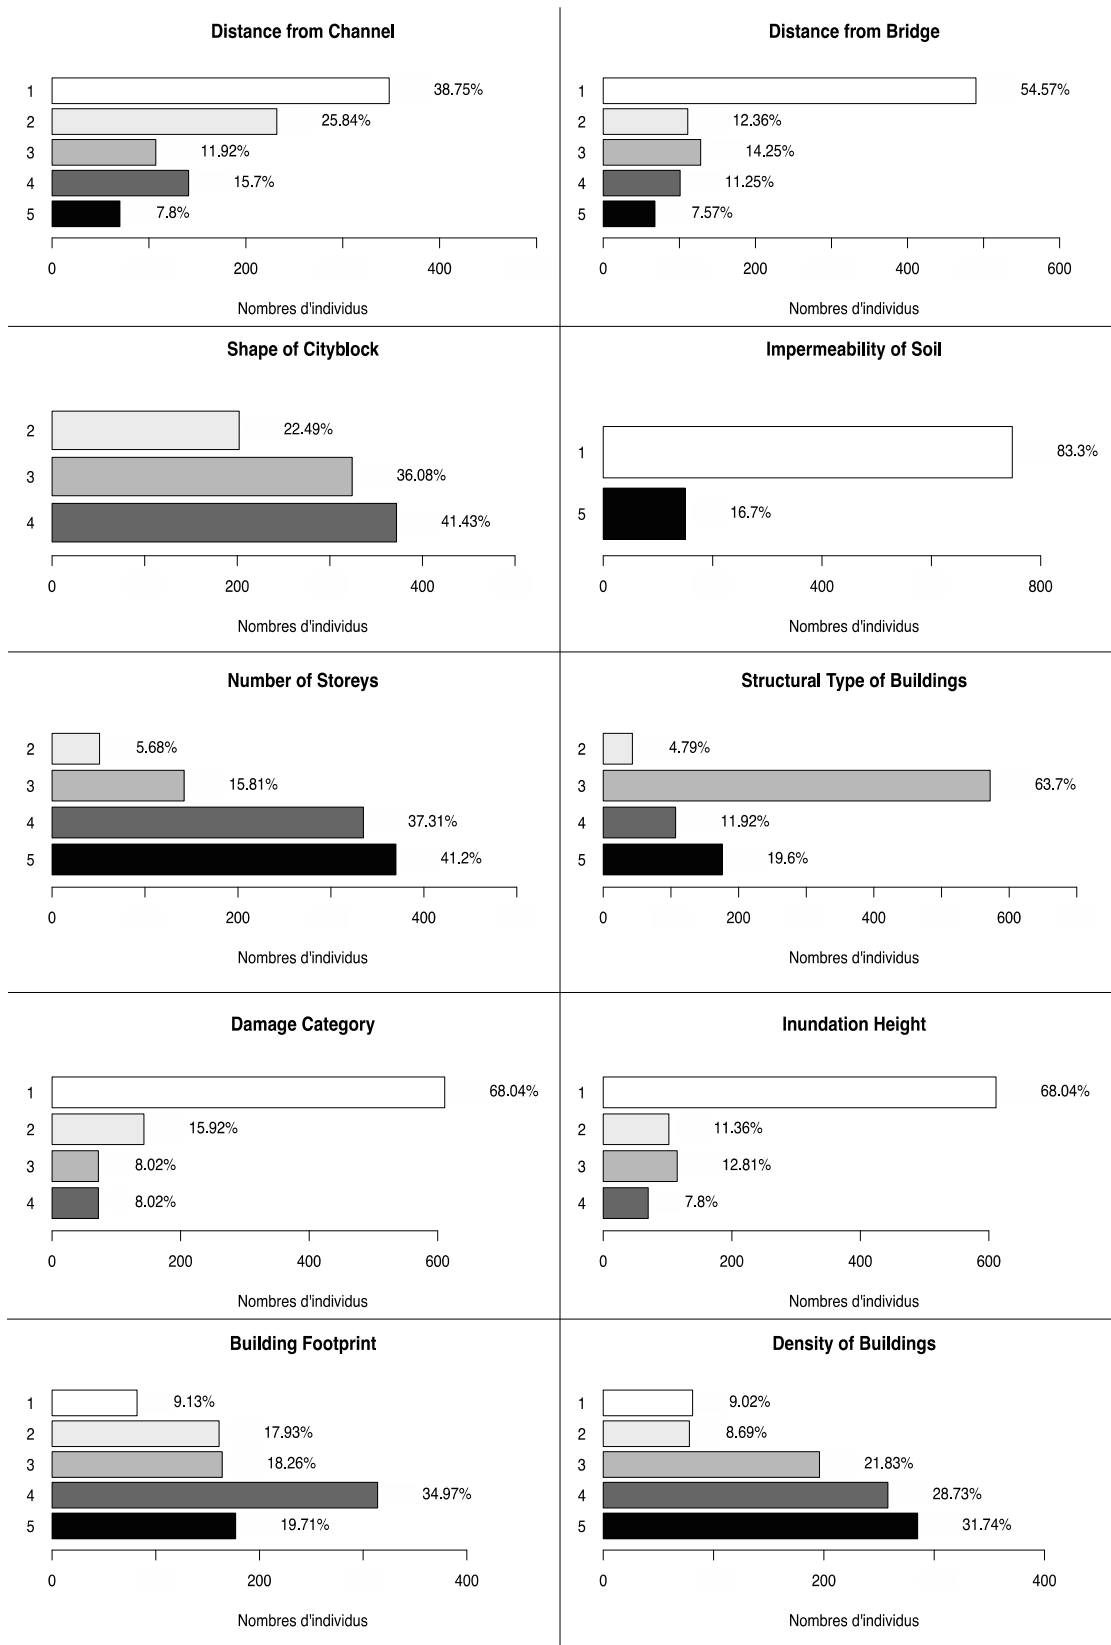 Distance from Channel
1 38.75%
2 25.84%
3 11.92%
4 15.7%
5 7.8%
0 200 400
Nombres d'individus
Distance from Bridge
1 54.57%
2 12.36%
3 14.25%
4 11.25%
5 7.57%
0 200 400 600
Nombres d'individus
Shape of Cityblock
2 22.49%
3 36.08%
4 41.43%
0 200 400
Nombres d'individus
Impermeability of Soil
1 83.3%
5 16.7%
0 400 800
Nombres d'individus
Number of Storeys
2 5.68%
3 15.81%
4 37.31%
5 41.2%
0 200 400
Nombres d'individus
Structural Type of Buildings
2 4.79%
3 63.7%
4 11.92%
5 19.6%
0 200 400 600
Nombres d'individus
Damage Category
1 68.04%
2 15.92%
3 8.02%
4 8.02%
0 200 400 600
Nombres d'individus
Inundation Height
1 68.04%
2 11.36%
3 12.81%
4 7.8%
0 200 400 600
Nombres d'individus
Building Footprint
1 9.13%
2 17.93%
3 18.26%
4 34.97%
5 19.71%
0 200 400
Nombres d'individus
Density of Buildings
1 9.02%
2 8.69%
3 21.83%
4 28.73%
5 31.74%
0 200 400
Nombres d'individus